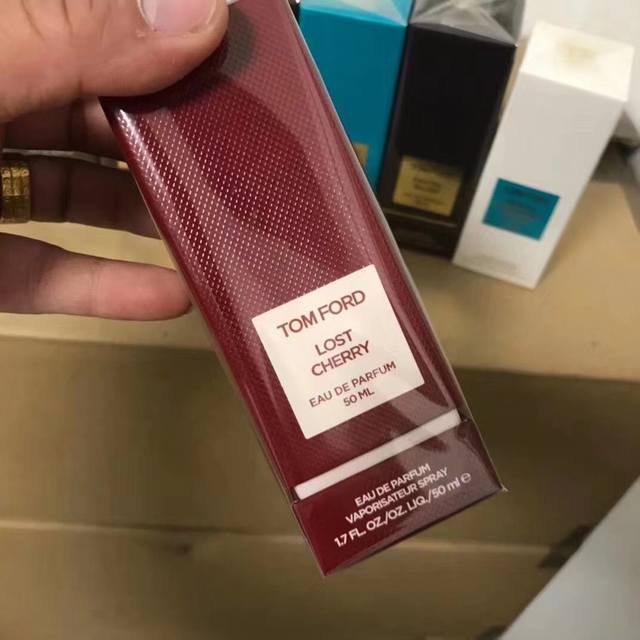 TOM FORD
LOST
CHERRY
EAU DE PARFUM
50 ML
EAU DE PARFUM
VAPORISATEUR SPRAY
1.7 FL. OZ./OZ. LIQ./50 ml e